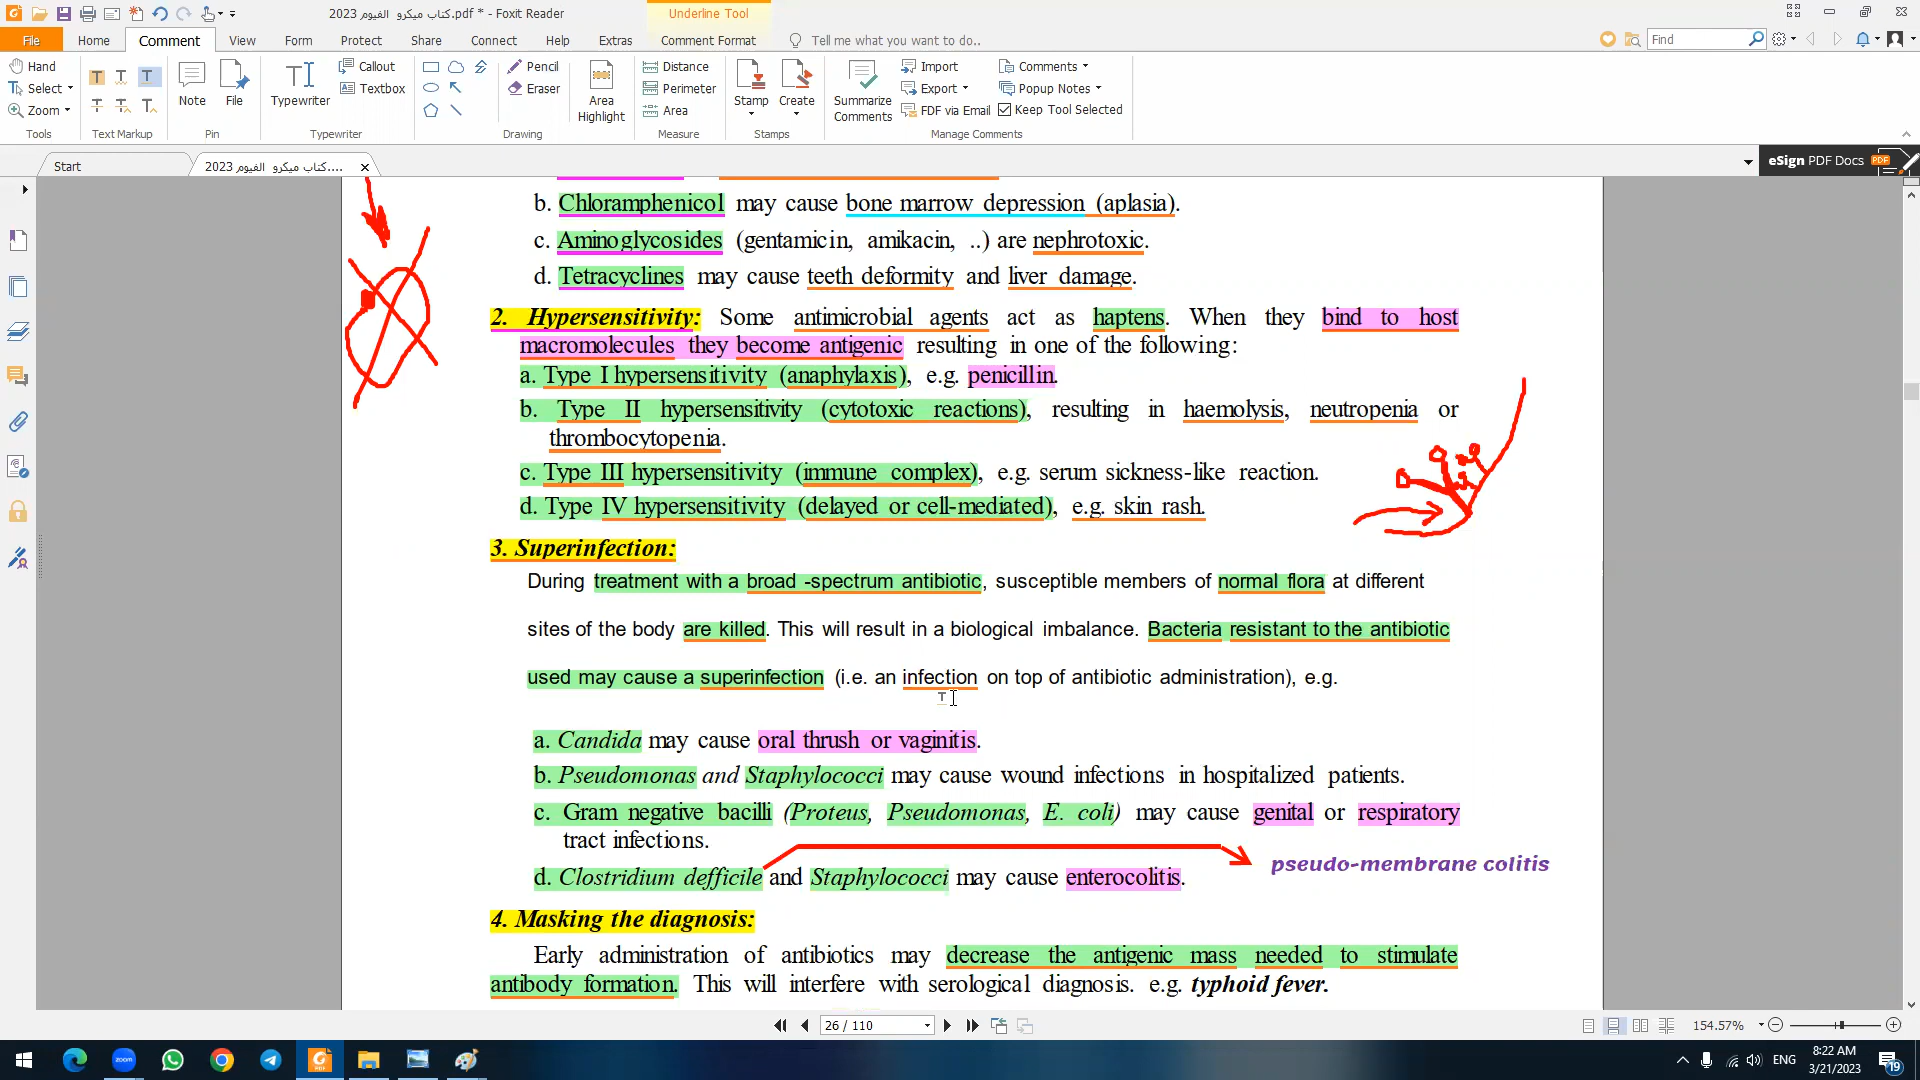 كتاب ميكرو الفيوم 2023.pdf * - Foxit Reader
Underline Tool
File Home Comment View Form Protect Share Connect Help Extras Comment Format Tell me what you want to do.. Find
Hand
Select
Zoom
Tools
Text Markup
Note
File
Pin
Typewriter
Callout
Textbox
Typewriter
Pencil
Eraser
Drawing
Area Highlight
Distance
Perimeter
Area
Measure
Stamp
Create
Stamps
Summarize Comments
Import
Export
FDF via Email
Comments
Popup Notes
Keep Tool Selected
Manage Comments
Start
كتاب ميكرو الفيوم 2023....
eSign PDF Docs
b. Chloramphenicol may cause bone marrow depression (aplasia).
c. Aminoglycosides (gentamicin, amikacin, ..) are nephrotoxic.
d. Tetracyclines may cause teeth deformity and liver damage.
2. Hypersensitivity: Some antimicrobial agents act as haptens. When they bind to host
macromolecules they become antigenic resulting in one of the following:
a. Type I hypersensitivity (anaphylaxis), e.g. penicillin.
b. Type II hypersensitivity (cytotoxic reactions), resulting in haemolysis, neutropenia or
thrombocytopenia.
c. Type III hypersensitivity (immune complex), e.g. serum sickness-like reaction.
d. Type IV hypersensitivity (delayed or cell-mediated), e.g. skin rash.
3. Superinfection:
During treatment with a broad -spectrum antibiotic, susceptible members of normal flora at different
sites of the body are killed. This will result in a biological imbalance. Bacteria resistant to the antibiotic
used may cause a superinfection (i.e. an infection on top of antibiotic administration), e.g.
a. Candida may cause oral thrush or vaginitis.
b. Pseudomonas and Staphylococci may cause wound infections in hospitalized patients.
c. Gram negative bacilli (Proteus, Pseudomonas, E. coli) may cause genital or respiratory
tract infections.
pseudo-membrane colitis
d. Clostridium defficile and Staphylococci may cause enterocolitis.
4. Masking the diagnosis:
Early administration of antibiotics may decrease the antigenic mass needed to stimulate
antibody formation. This will interfere with serological diagnosis. e.g. typhoid fever.
26 / 110
154.57%
zoom
ENG
8:22 AM
3/21/2023
19